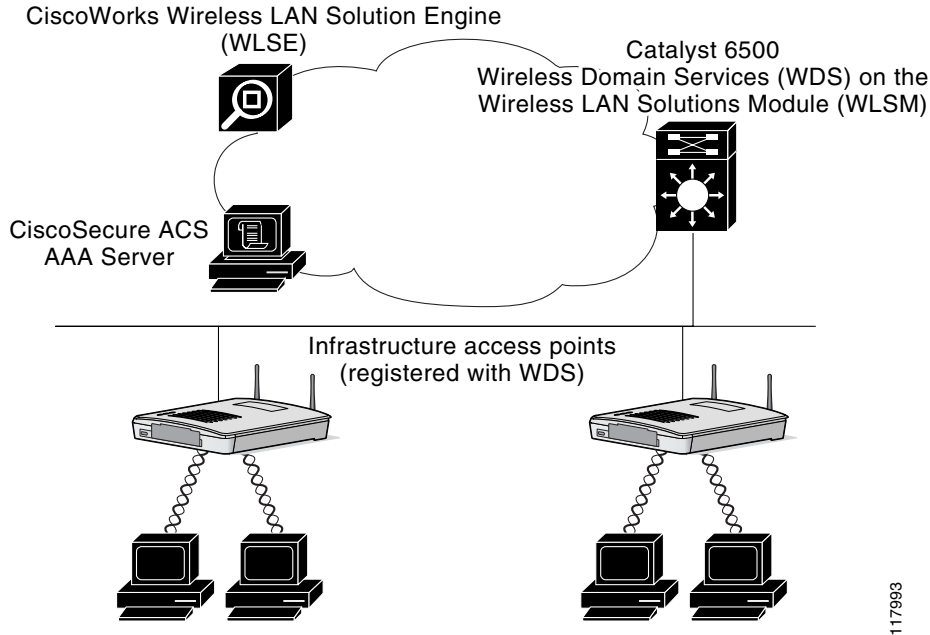 CiscoWorks Wireless LAN Solution Engine
(WLSE)
Catalyst 6500
Wireless Domain Services (WDS) on the
Wireless LAN Solutions Module (WLSM)
CiscoSecure ACS
AAA Server
Infrastructure access points
(registered with WDS)
117993